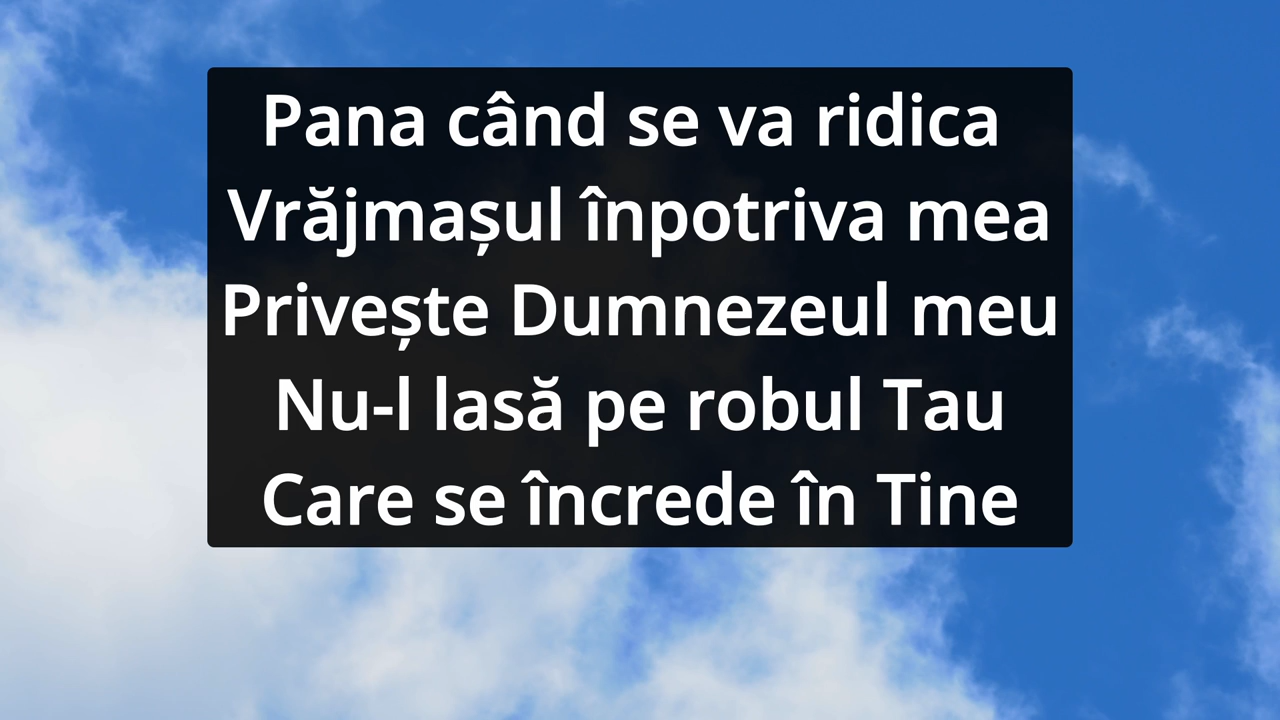 Pana când se va ridica
Vrăjmașul înpotriva mea
Privește Dumnezeul meu
Nu-l lasă pe robul Tau
Care se încrede în Tine